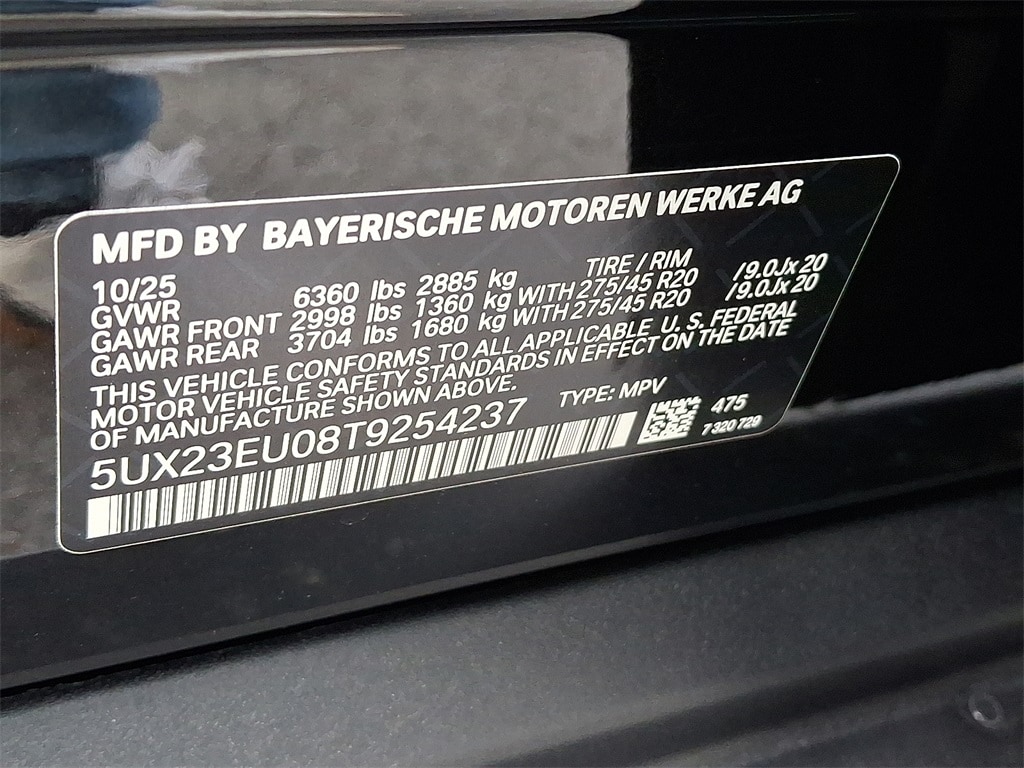 MFD BY BAYERISCHE MOTOREN WERKE AG
10/25 TIRE / RIM
GVWR 6360 lbs 2885 kg
GAWR FRONT 2998 lbs 1360 kg WITH 275/45 R20 /9.0Jx20
GAWR REAR 3704 lbs 1680 kg WITH 275/45 R20 /9.0Jx20
THIS VEHICLE CONFORMS TO ALL APPLICABLE U. S. FEDERAL
MOTOR VEHICLE SAFETY STANDARDS IN EFFECT ON THE DATE
OF MANUFACTURE SHOWN ABOVE.
5UX23EU08T9254237 TYPE: MPV 475
7 320 729